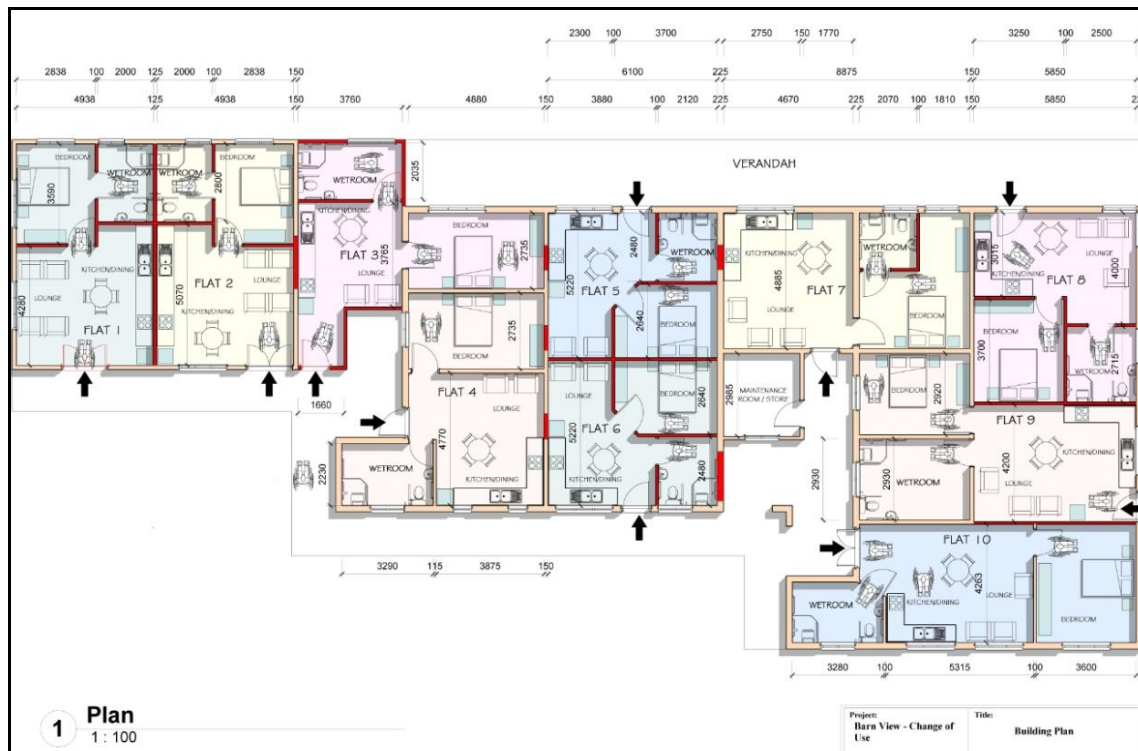 2300 100 3700 2750 150 1770 3250 100 2500
2838 100 2000 125 2000 100 2838 150 6100 225 8875 150 5850
4938 125 4938 150 3760 4880 150 3880 100 2120 225 4670 225 2070 100 1810 150 5850
VERANDAH
2035
BEDROOM
3590
WETROOM
KITCHEN/DINING
LOUNGE
4280
FLAT 1
WETROOM
2800
BEDROOM
5070
FLAT 2
LOUNGE
KITCHEN/DINING
WETROOM
KITCHEN/DINING
FLAT 3
3765
LOUNGE
BEDROOM
2735
1660
BEDROOM
2735
FLAT 4
LOUNGE
4770
KITCHEN/DINING
WETROOM
2230
3290 115 3875 150
KITCHEN/DINING
2480
WETROOM
5220
FLAT 5
LOUNGE
2640
BEDROOM
LOUNGE
5220
FLAT 6
BEDROOM
2640
KITCHEN/DINING
WETROOM
2480
KITCHEN/DINING
4885
FLAT 7
LOUNGE
WETROOM
BEDROOM
2985
MAINTENANCE
ROOM / STORE
3015
KITCHEN/DINING
LOUNGE
FLAT 8
4000
3700
BEDROOM
WETROOM
2715
BEDROOM
2920
FLAT 9
KITCHEN/DINING
4200
LOUNGE
2930
2930
WETROOM
FLAT 10
4263
KITCHEN/DINING
LOUNGE
BEDROOM
WETROOM
3280 100 5315 100 3600
1 Plan
1 : 100
Project:
Barn View - Change of
Use
Title:
Building Plan